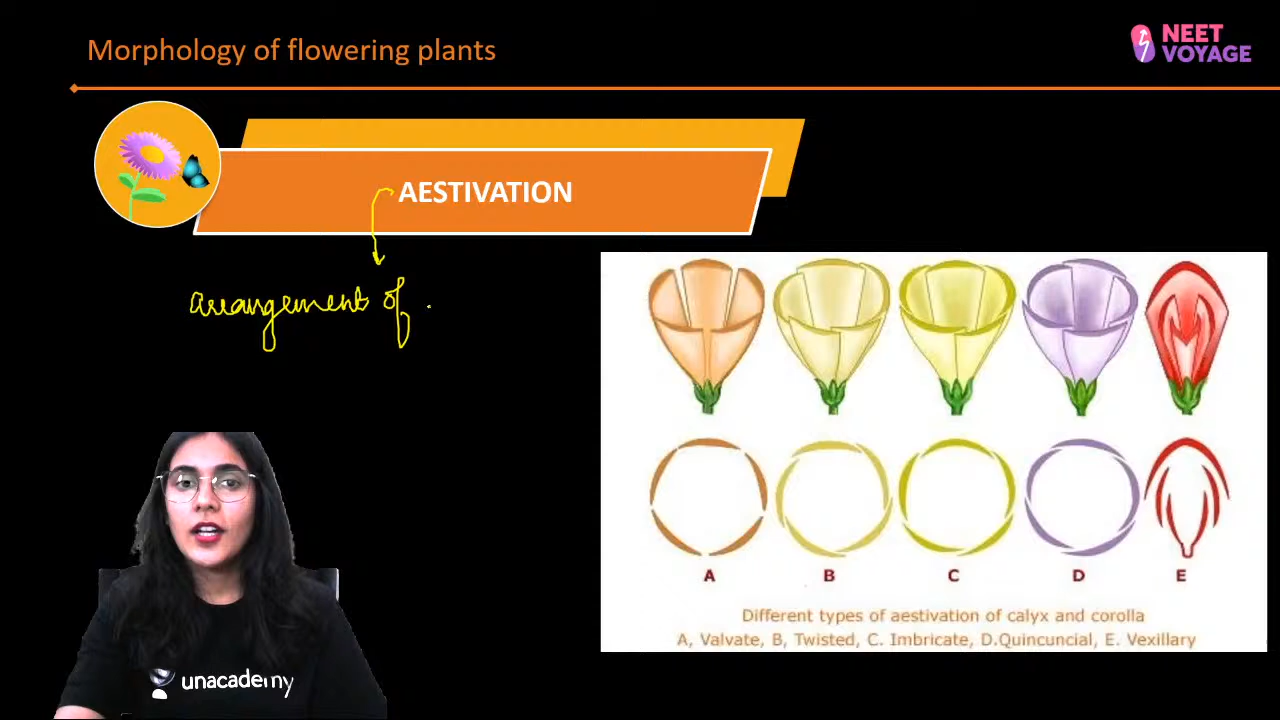 Morphology of flowering plants
NEET
VOYAGE
AESTIVATION
arrangement of
A B C D E
Different types of aestivation of calyx and corolla
A, Valvate, B, Twisted, C. Imbricate, D.Quincuncial, E. Vexillary
unacademy